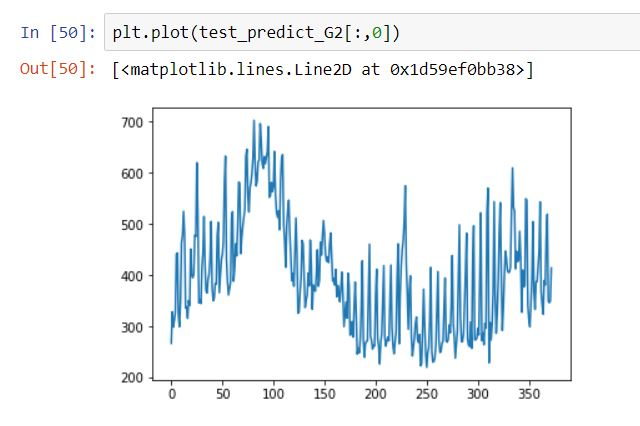 In [50]: plt.plot(test_predict_G2[:,0])
Out[50]: [<matplotlib.lines.Line2D at 0x1d59ef0bb38>]
700
600
500
400
300
200
0 50 100 150 200 250 300 350